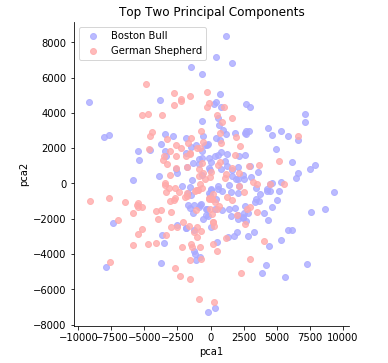 Top Two Principal Components
Boston Bull
German Shepherd
8000
6000
4000
2000
0
−2000
−4000
−6000
−8000
pca2
−10000 −7500 −5000 −2500 0 2500 5000 7500 10000
pca1